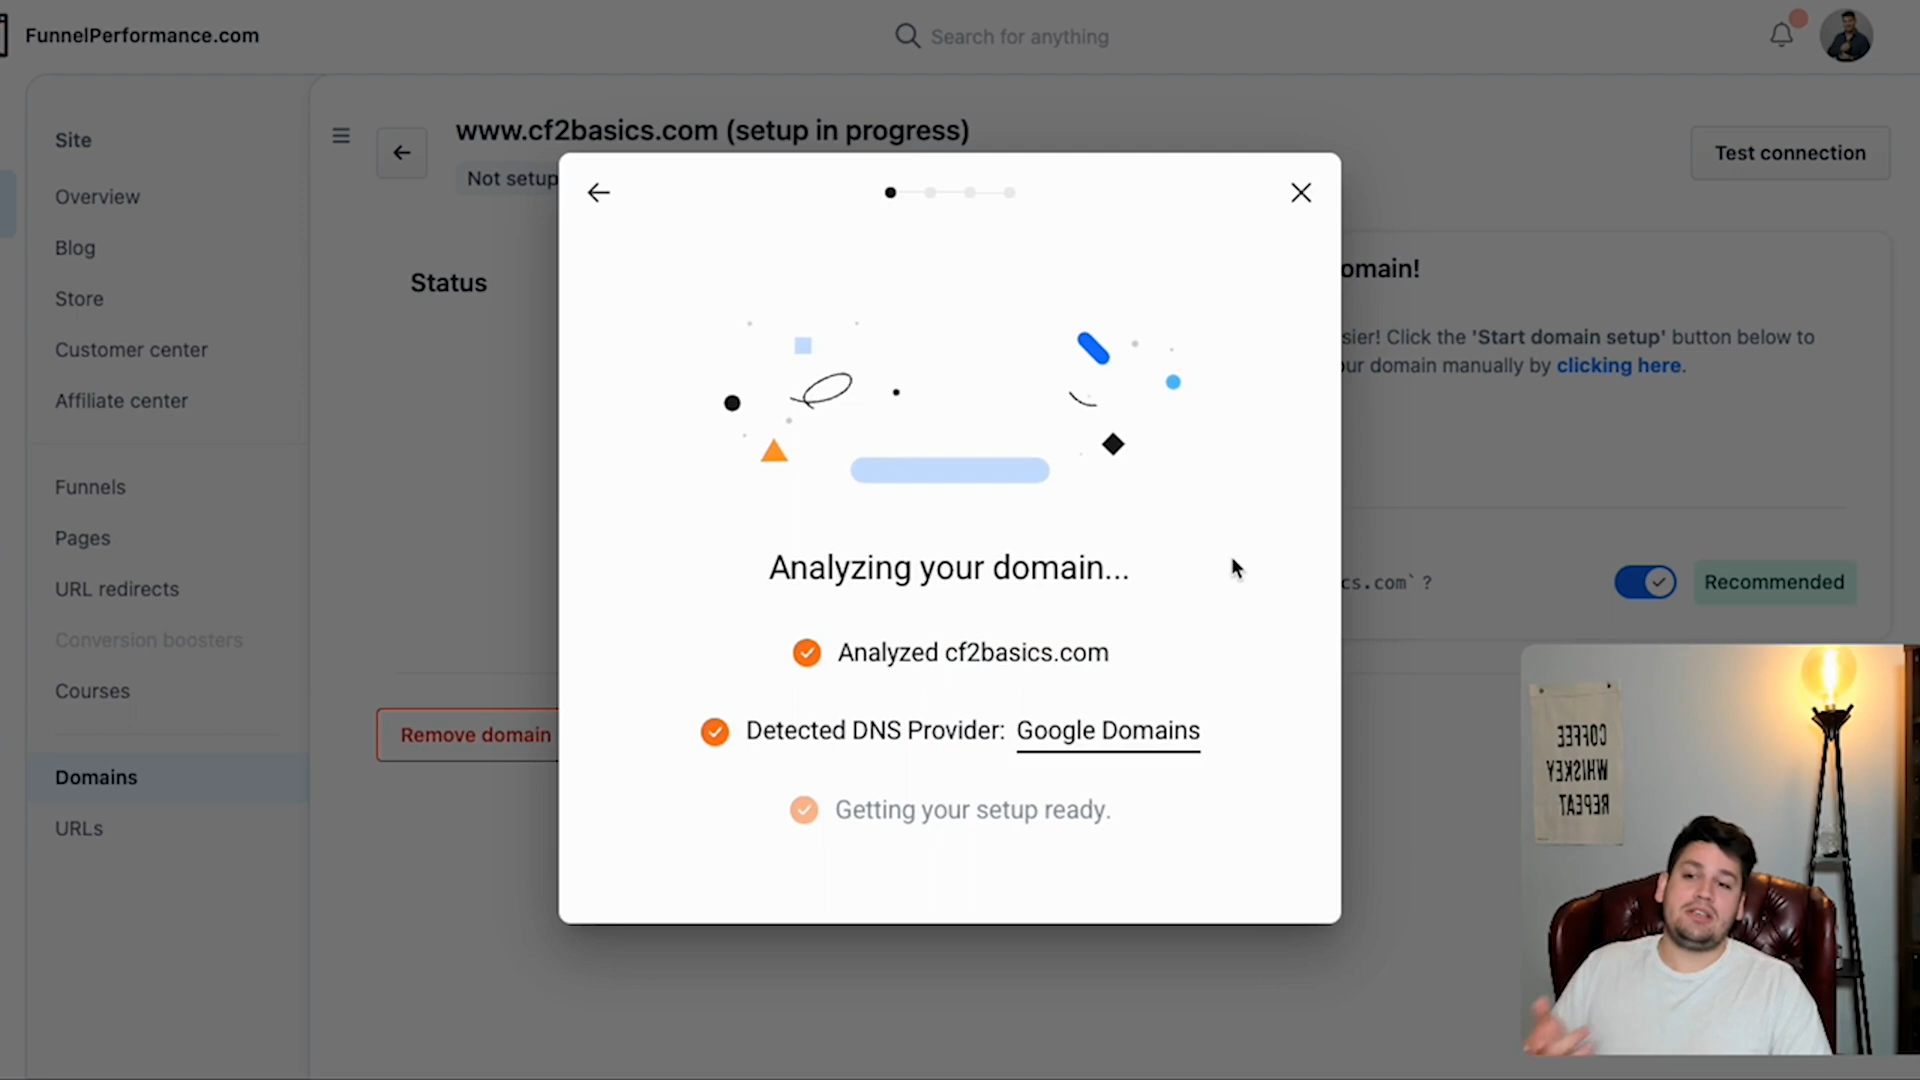 FunnelPerformance.com
Search for anything
Site
Overview
Blog
Store
Customer center
Affiliate center
Funnels
Pages
URL redirects
Conversion boosters
Courses
Domains
URLs
www.cf2basics.com (setup in progress)
Not setup
Test connection
Status
omain!
sier! Click the 'Start domain setup' button below to
ur domain manually by clicking here.
cs.com` ?
Recommended
Remove domain
Analyzing your domain...
Analyzed cf2basics.com
Detected DNS Provider: Google Domains
Getting your setup ready.
COFFEE
WHISKEY
REPEAT